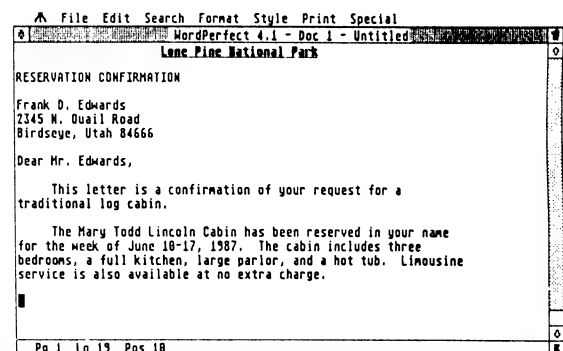 File Edit Search Format Style Print Special
WordPerfect 4.1 - Doc 1 - Untitled
Lone Pine National Park
RESERVATION CONFIRMATION
Frank D. Edwards
2345 N. Quail Road
Birdseye, Utah 84666
Dear Mr. Edwards,
This letter is a confirmation of your request for a
traditional log cabin.
The Mary Todd Lincoln Cabin has been reserved in your name
for the week of June 10-17, 1987. The cabin includes three
bedrooms, a full kitchen, large parlor, and a hot tub. Limousine
service is also available at no extra charge.
Pg 1 Ln 19 Pos 10